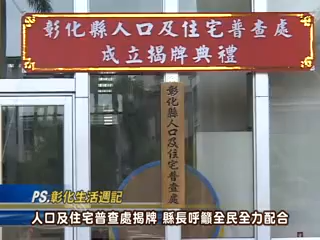 彰化縣人口及住宅普查處
成立揭牌典禮
彰化縣人口及住宅普查處
PS.彰化生活週記
人口及住宅普查處揭牌 縣長呼籲全民全力配合